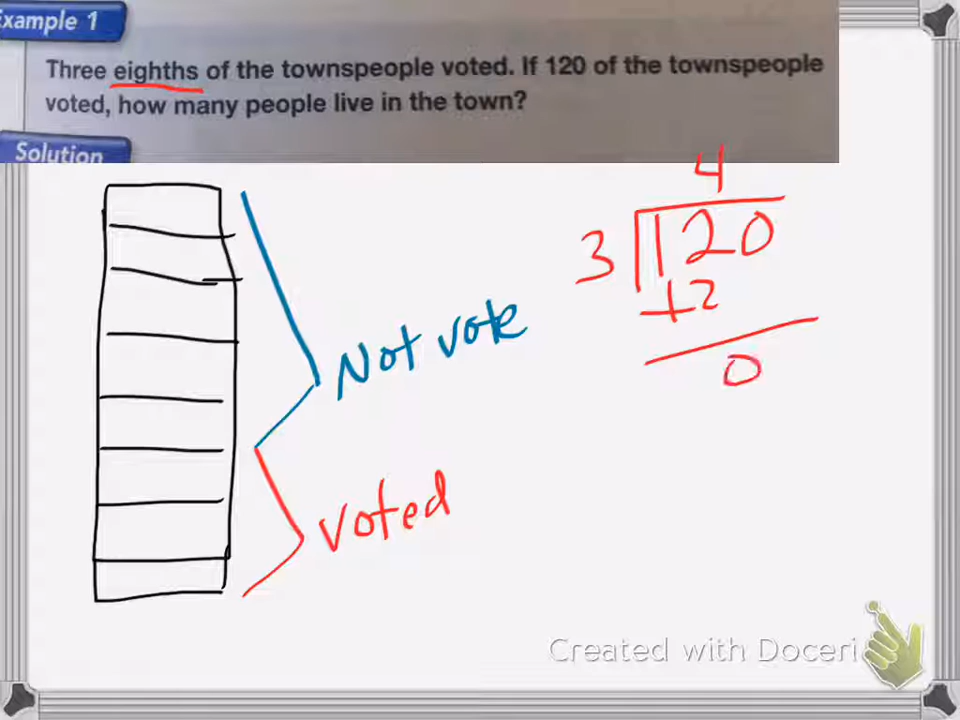 Example 1
Three eighths of the townspeople voted. If 120 of the townspeople
voted, how many people live in the town?
Solution
4
3 120
12
0
Not vote
voted
Created with Doceri